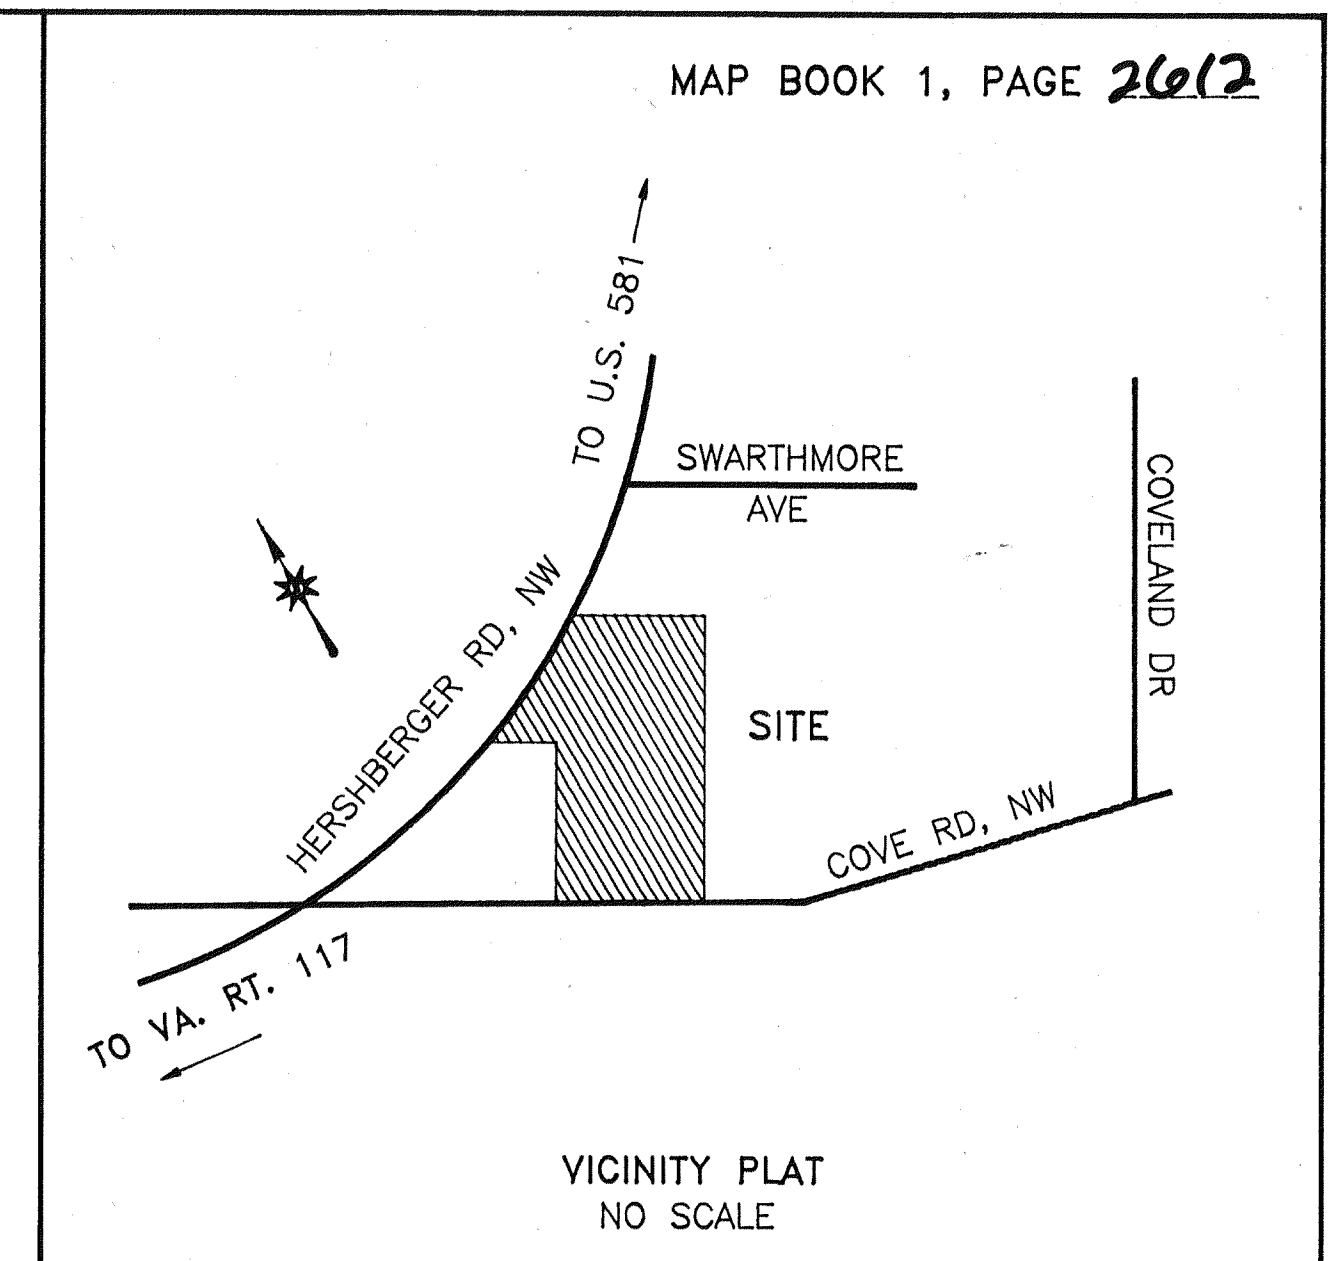 MAP BOOK 1, PAGE 2612
TO U.S. 581
SWARTHMORE
AVE
COVELAND DR
HERSHBERGER RD, NW
SITE
COVE RD, NW
TO VA. RT. 117
VICINITY PLAT
NO SCALE